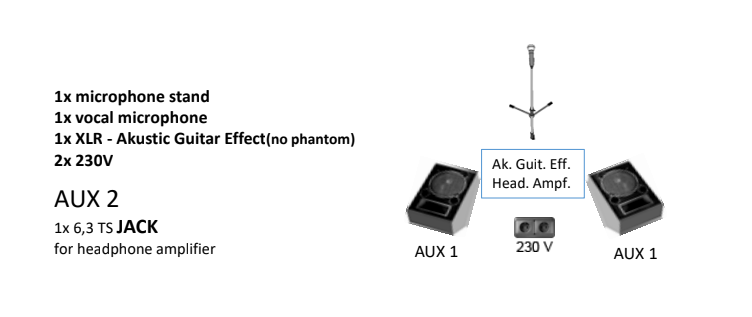 1x microphone stand
1x vocal microphone
1x XLR - Akustic Guitar Effect(no phantom)
2x 230V
AUX 2
1x 6,3 TS JACK
for headphone amplifier
Ak. Guit. Eff.
Head. Ampf.
230 V
AUX 1
AUX 1